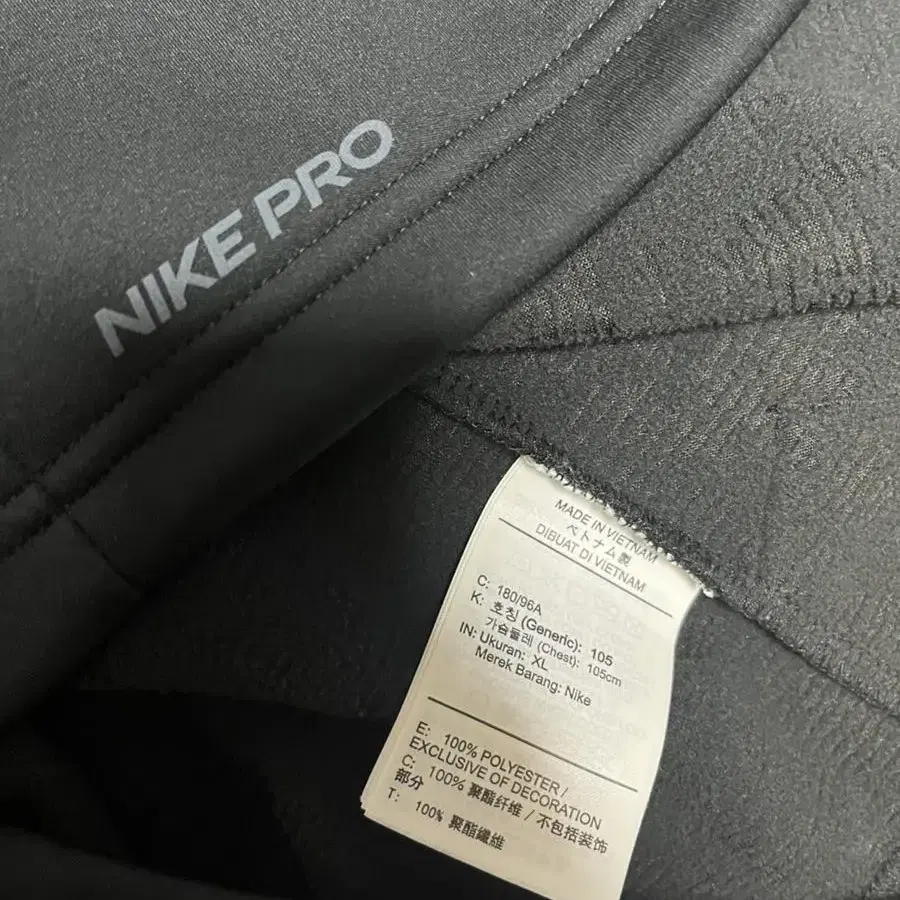 NIKE PRO
MADE IN VIETNAM
ベトナム製
DIBUAT DI VIETNAM
C: 180/96A
K: 호칭 (Generic): 105
가슴둘레 (Chest): 105cm
IN: Ukuran: XL
Merek Barang: Nike
E: 100% POLYESTER /
EXCLUSIVE OF DECORATION
C: 100% 聚酯纤维 / 不包括装饰
部分
T: 100% 聚酯纖維